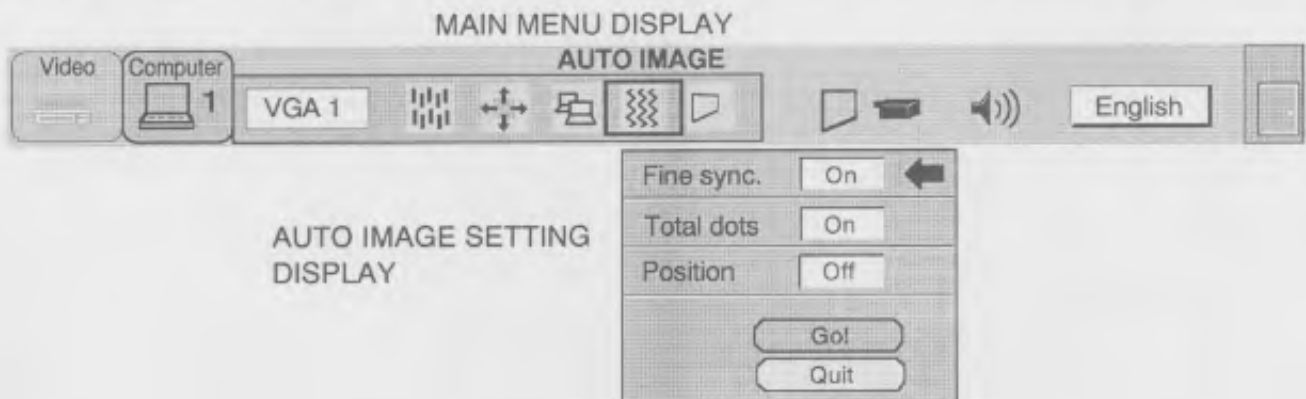 MAIN MENU DISPLAY
AUTO IMAGE
Video
Computer
1
VGA 1
English
Fine sync. On
Total dots On
Position Off
AUTO IMAGE SETTING
DISPLAY
Go!
Quit